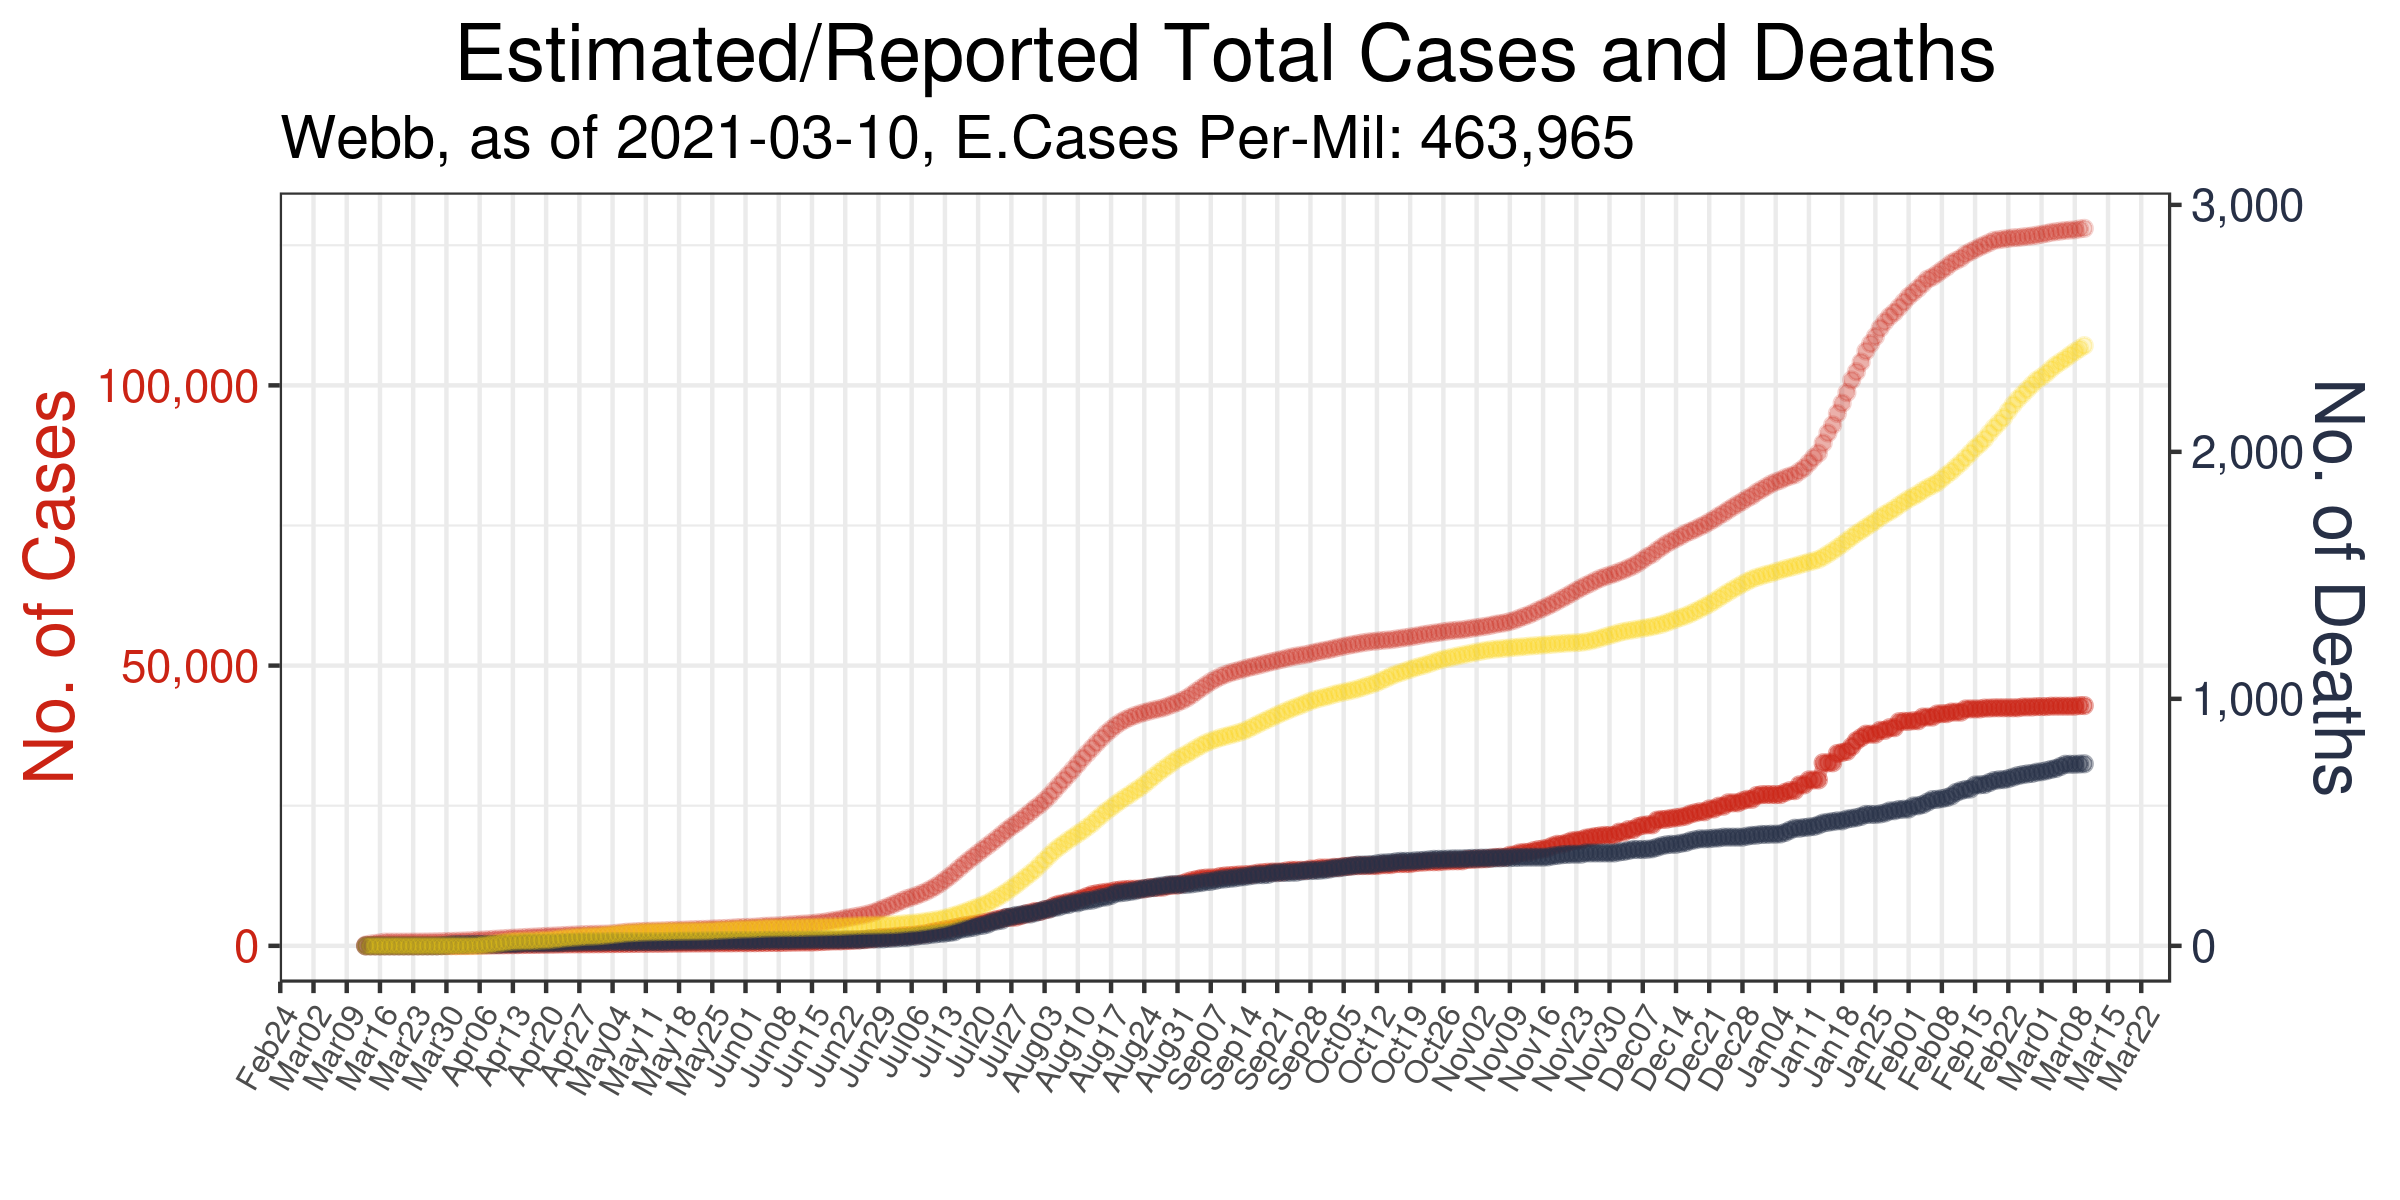 Estimated/Reported Total Cases and Deaths
Webb, as of 2021-03-10, E.Cases Per-Mil: 463,965
No. of Cases
100,000
50,000
0
3,000
2,000
1,000
0
No. of Deaths
Feb24
Mar02
Mar09
Mar16
Mar23
Mar30
Apr06
Apr13
Apr20
Apr27
May04
May11
May18
May25
Jun01
Jun08
Jun15
Jun22
Jun29
Jul06
Jul13
Jul20
Jul27
Aug03
Aug10
Aug17
Aug24
Aug31
Sep07
Sep14
Sep21
Sep28
Oct05
Oct12
Oct19
Oct26
Nov02
Nov09
Nov16
Nov23
Nov30
Dec07
Dec14
Dec21
Dec28
Jan04
Jan11
Jan18
Jan25
Feb01
Feb08
Feb15
Feb22
Mar01
Mar08
Mar15
Mar22